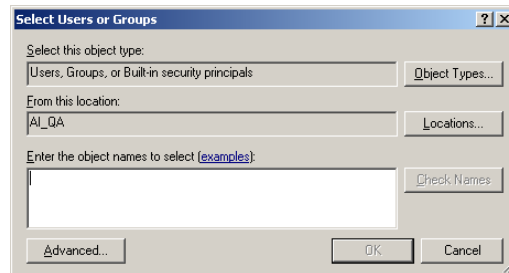 Select Users or Groups
Select this object type:
Users, Groups, or Built-in security principals
Object Types...
From this location:
AI_QA
Locations...
Enter the object names to select (examples):
Check Names
Advanced...
OK
Cancel